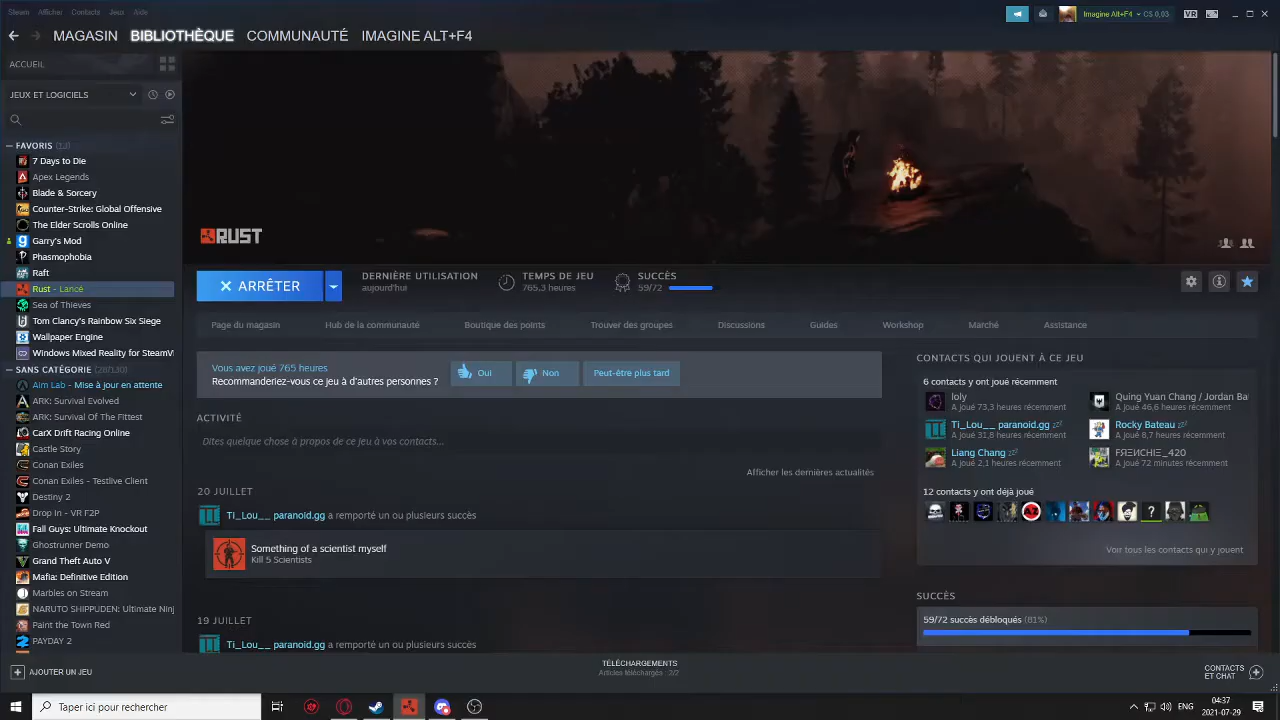 Steam Afficher Contacts Jeux Aide
Imagine Alt+F4 C$ 0,03
VR
MAGASIN BIBLIOTHÈQUE COMMUNAUTÉ IMAGINE ALT+F4
ACCUEIL
JEUX ET LOGICIELS
FAVORIS
7 Days to Die
Apex Legends
Blade & Sorcery
Counter-Strike: Global Offensive
The Elder Scrolls Online
Garry's Mod
Phasmophobia
Raft
Rust - Lancé
Sea of Thieves
Tom Clancy's Rainbow Six Siege
Wallpaper Engine
Windows Mixed Reality for SteamV
SANS CATÉGORIE
Aim Lab - Mise à jour en attente
ARK: Survival Evolved
ARK: Survival Of The Fittest
CarX Drift Racing Online
Castle Story
Conan Exiles
Conan Exiles - Testlive Client
Destiny 2
Drop In - VR F2P
Fall Guys: Ultimate Knockout
Ghostrunner Demo
Grand Theft Auto V
Mafia: Definitive Edition
Marbles on Stream
NARUTO SHIPPUDEN: Ultimate Ninj
Paint the Town Red
PAYDAY 2
AJOUTER UN JEU
RUST
ARRÊTER
DERNIÈRE UTILISATION
aujourd'hui
TEMPS DE JEU
765,3 heures
SUCCÈS
59/72
Page du magasin Hub de la communauté Boutique des points Trouver des groupes Discussions Guides Workshop Marché Assistance
Vous avez joué 765 heures
Recommanderiez-vous ce jeu à d'autres personnes ?
Oui
Non
Peut-être plus tard
ACTIVITÉ
Dites quelque chose à propos de ce jeu à vos contacts...
Afficher les dernières actualités
20 JUILLET
Ti_Lou__ paranoid.gg a remporté un ou plusieurs succès
Something of a scientist myself
Kill 5 Scientists
19 JUILLET
Ti_Lou__ paranoid.gg a remporté un ou plusieurs succès
CONTACTS QUI JOUENT À CE JEU
6 contacts y ont joué récemment
loly
A joué 73,3 heures récemment
Quing Yuan Chang / Jordan Ba
A joué 46,6 heures récemment
Ti_Lou__ paranoid.gg
A joué 31,8 heures récemment
Rocky Bateau
A joué 8,7 heures récemment
Liang Chang
A joué 2,1 heures récemment
A joué 72 minutes récemment
12 contacts y ont déjà joué
Voir tous les contacts qui y jouent
SUCCÈS
59/72 succès débloqués (81%)
TÉLÉCHARGEMENTS
Articles téléchargés : 2/2
CONTACTS
ET CHAT
Taper ici pour rechercher
ENG
04:37
2021-07-29